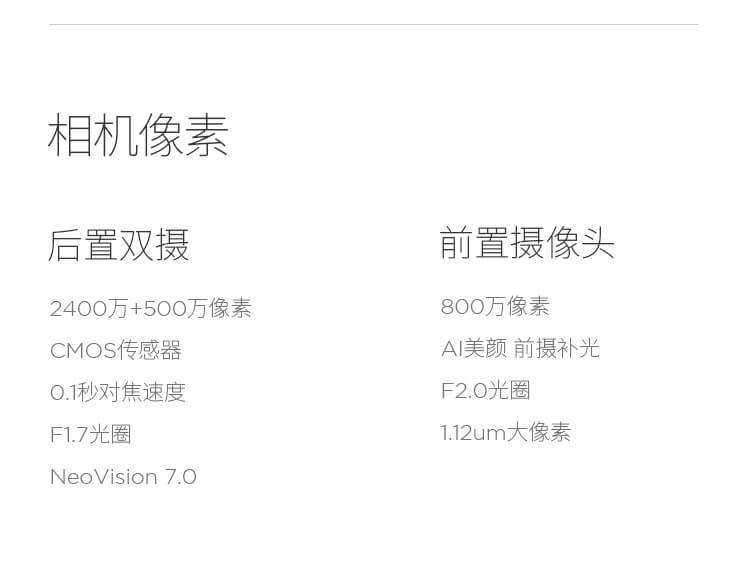 相机像素
后置双摄
2400万+500万像素
CMOS传感器
0.1秒对焦速度
F1.7光圈
NeoVision 7.0
前置摄像头
800万像素
AI美颜 前摄补光
F2.0光圈
1.12um大像素